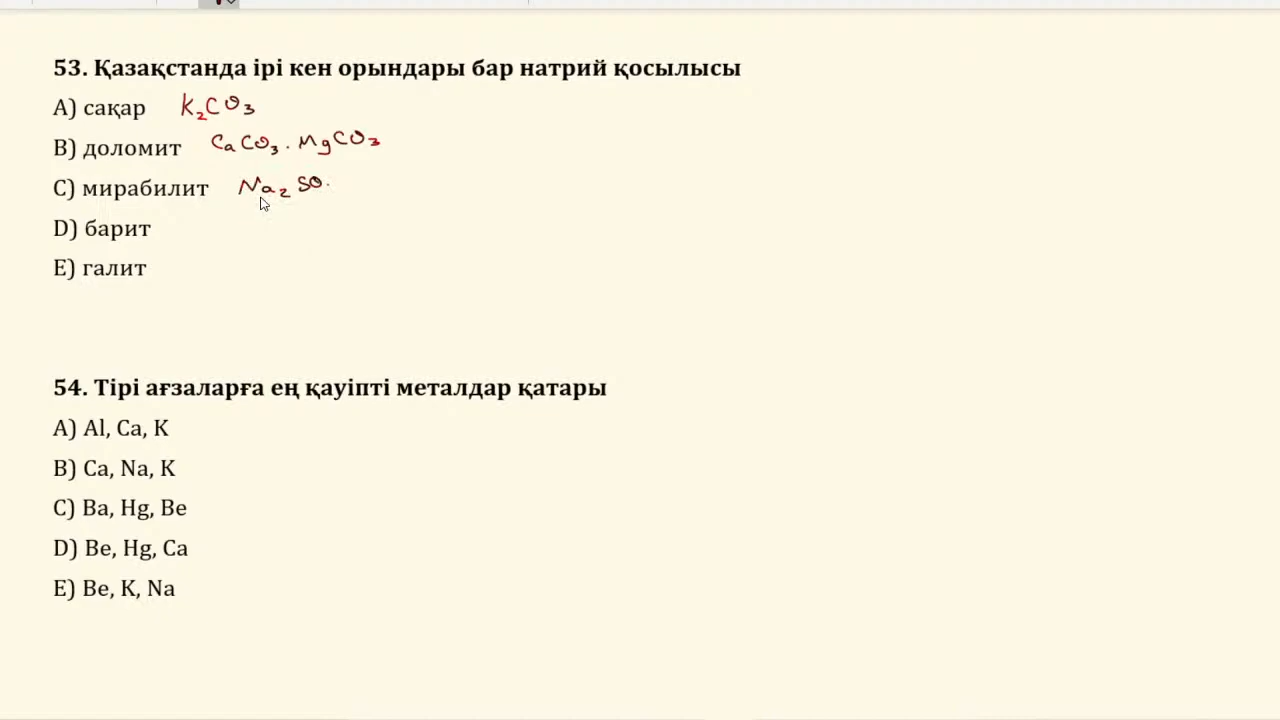 53. Қазақстанда ірі кен орындары бар натрий қосылысы
A) сақар K₂CO₃
B) доломит CaCO₃·MgCO₃
C) мирабилит Na₂SO
D) барит
E) галит
54. Тірі ағзаларға ең қауіпті металдар қатары
A) Al, Ca, K
B) Ca, Na, K
C) Ba, Hg, Be
D) Be, Hg, Ca
E) Be, K, Na